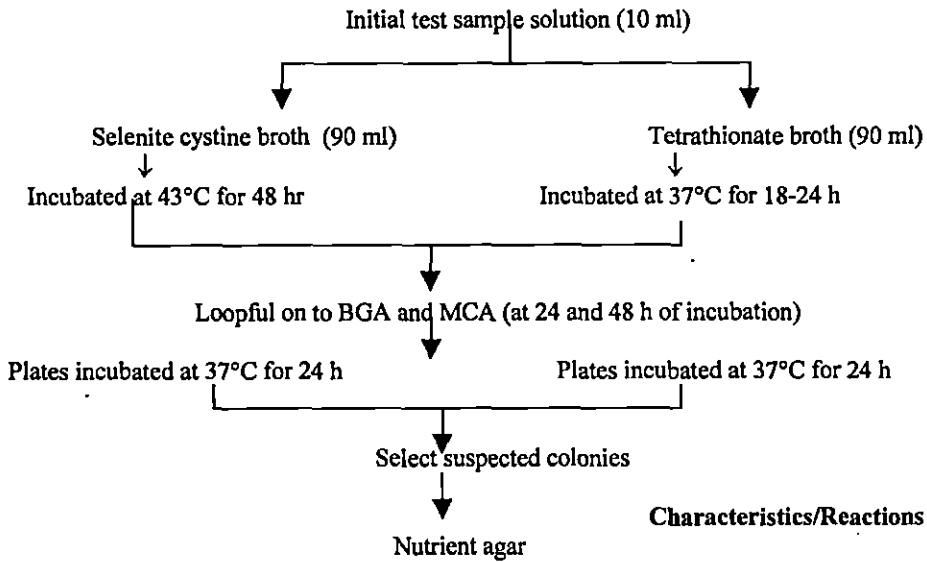 Initial test sample solution (10 ml)
Selenite cystine broth (90 ml)
Tetrathionate broth (90 ml)
Incubated at 43°C for 48 hr
Incubated at 37°C for 18-24 h
Loopful on to BGA and MCA (at 24 and 48 h of incubation)
Plates incubated at 37°C for 24 h
Plates incubated at 37°C for 24 h
Select suspected colonies
Characteristics/Reactions
Nutrient agar